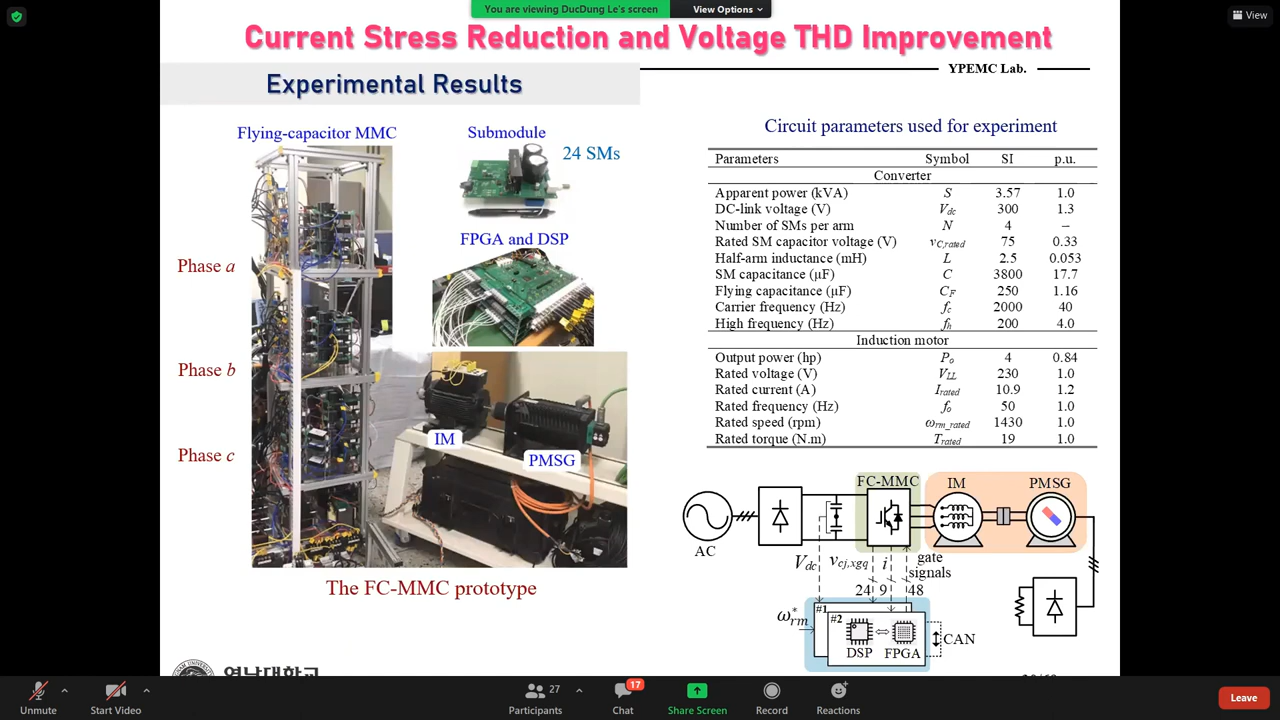 You are viewing DucDung Le's screen
View Options
View
Current Stress Reduction and Voltage THD Improvement
YPEMC Lab.
Experimental Results
Flying-capacitor MMC
Submodule
24 SMs
FPGA and DSP
Phase a
Phase b
Phase c
IM
PMSG
The FC-MMC prototype
Circuit parameters used for experiment
Parameters Symbol SI p.u.
Converter
Apparent power (kVA) S 3.57 1.0
DC-link voltage (V) Vdc 300 1.3
Number of SMs per arm N 4 --
Rated SM capacitor voltage (V) vC,rated 75 0.33
Half-arm inductance (mH) L 2.5 0.053
SM capacitance (μF) C 3800 17.7
Flying capacitance (μF) CF 250 1.16
Carrier frequency (Hz) fc 2000 40
High frequency (Hz) fh 200 4.0
Induction motor
Output power (hp) Po 4 0.84
Rated voltage (V) VLL 230 1.0
Rated current (A) Irated 10.9 1.2
Rated frequency (Hz) fo 50 1.0
Rated speed (rpm) ωrm_rated 1430 1.0
Rated torque (N.m) Trated 19 1.0
FC-MMC IM PMSG
AC
Vdc vcj,xgq i gate signals
24 9 48
ω*rm
#1
#2
DSP FPGA
CAN
영남대학교
Unmute
Start Video
27
Participants
17
Chat
Share Screen
Record
Reactions
Leave